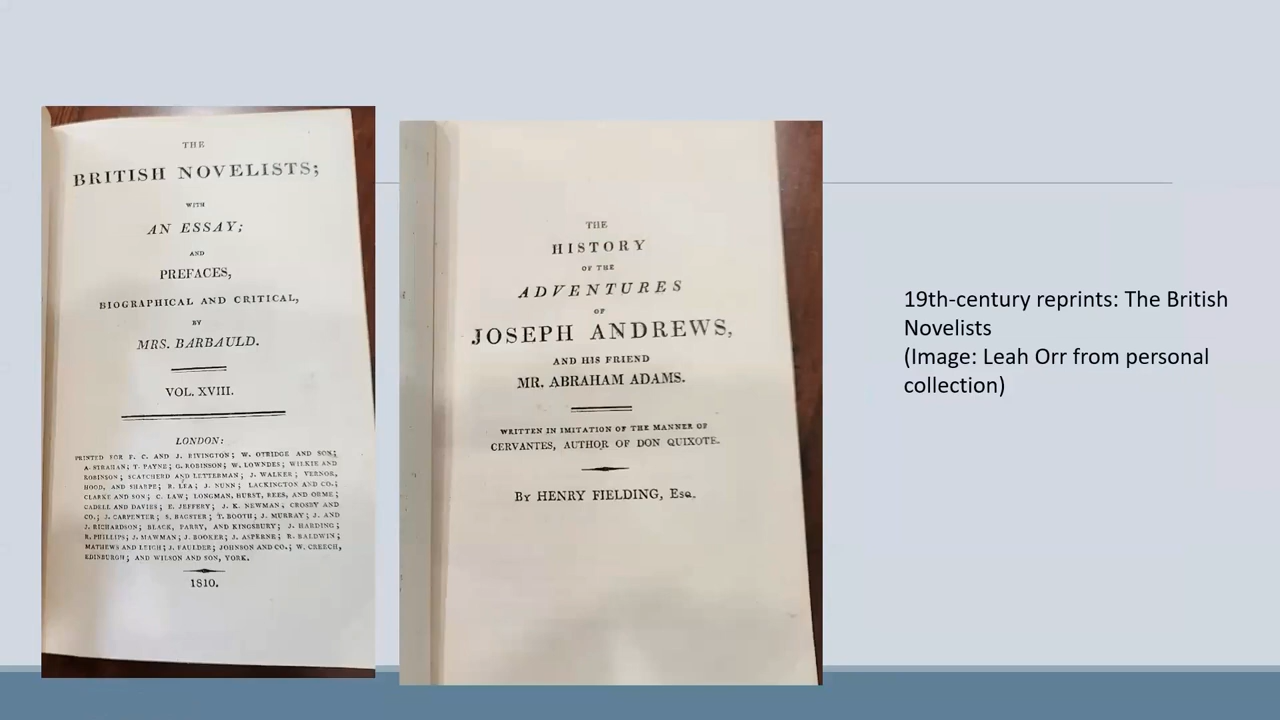 THE
BRITISH NOVELISTS;
WITH
AN ESSAY;
AND
PREFACES,
BIOGRAPHICAL AND CRITICAL,
BY
MRS. BARBAULD.
VOL. XVIII.
LONDON:
PRINTED FOR F. C. AND J. RIVINGTON; W. OTRIDGE AND SON;
A. STRAHAN; T. PAYNE; G. ROBINSON; W. LOWNDES; WILKIE AND
ROBINSON; SCATCHERD AND LETTERMAN; J. WALKER; VERNOR,
HOOD, AND SHARPE; R. LEA; J. NUNN; LACKINGTON AND CO.;
CLARKE AND SON; C. LAW; LONGMAN, HURST, REES, AND ORME;
CADELL AND DAVIES; E. JEFFERY; J. K. NEWMAN; CROSBY AND
CO.; J. CARPENTER; S. BAGSTER; T. BOOTH; J. MURRAY; J. AND
J. RICHARDSON; BLACK, PARRY, AND KINGSBURY; J. HARDING;
R. PHILLIPS; J. MAWMAN; J. BOOKER; J. ASPERNE; R. BALDWIN;
MATHEWS AND LEIGH; J. FAULDER; JOHNSON AND CO.; W. CREECH,
EDINBURGH; AND WILSON AND SON, YORK.
1810.
THE
HISTORY
OF THE
ADVENTURES
OF
JOSEPH ANDREWS,
AND HIS FRIEND
MR. ABRAHAM ADAMS.
WRITTEN IN IMITATION OF THE MANNER OF
CERVANTES, AUTHOR OF DON QUIXOTE.
By HENRY FIELDING, Esq.
19th-century reprints: The British
Novelists
(Image: Leah Orr from personal
collection)